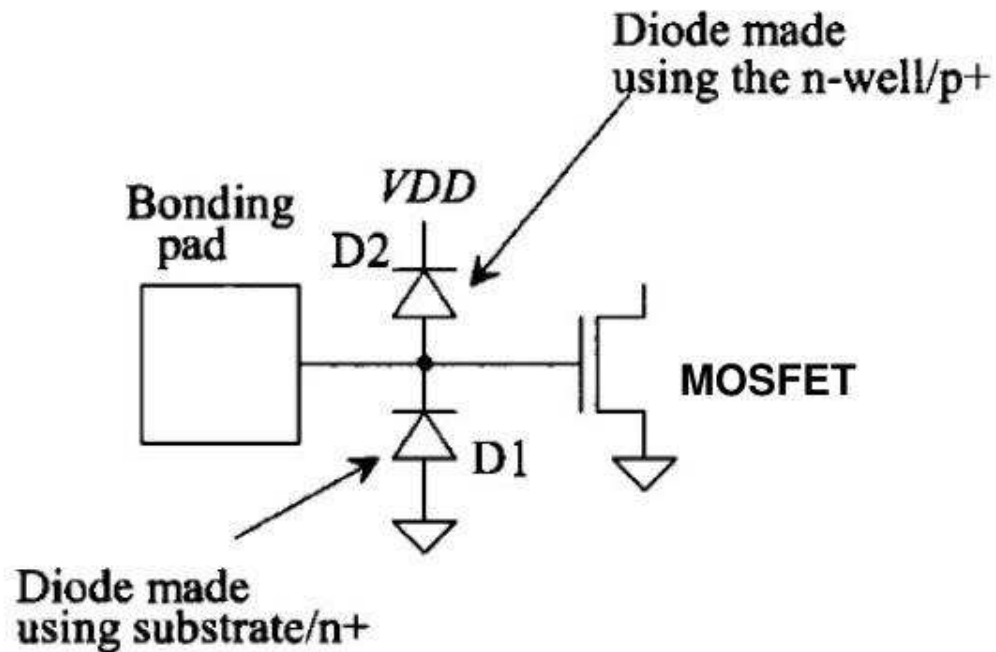 Diode made
using the n-well/p+
VDD
Bonding
pad
D2
MOSFET
D1
Diode made
using substrate/n+